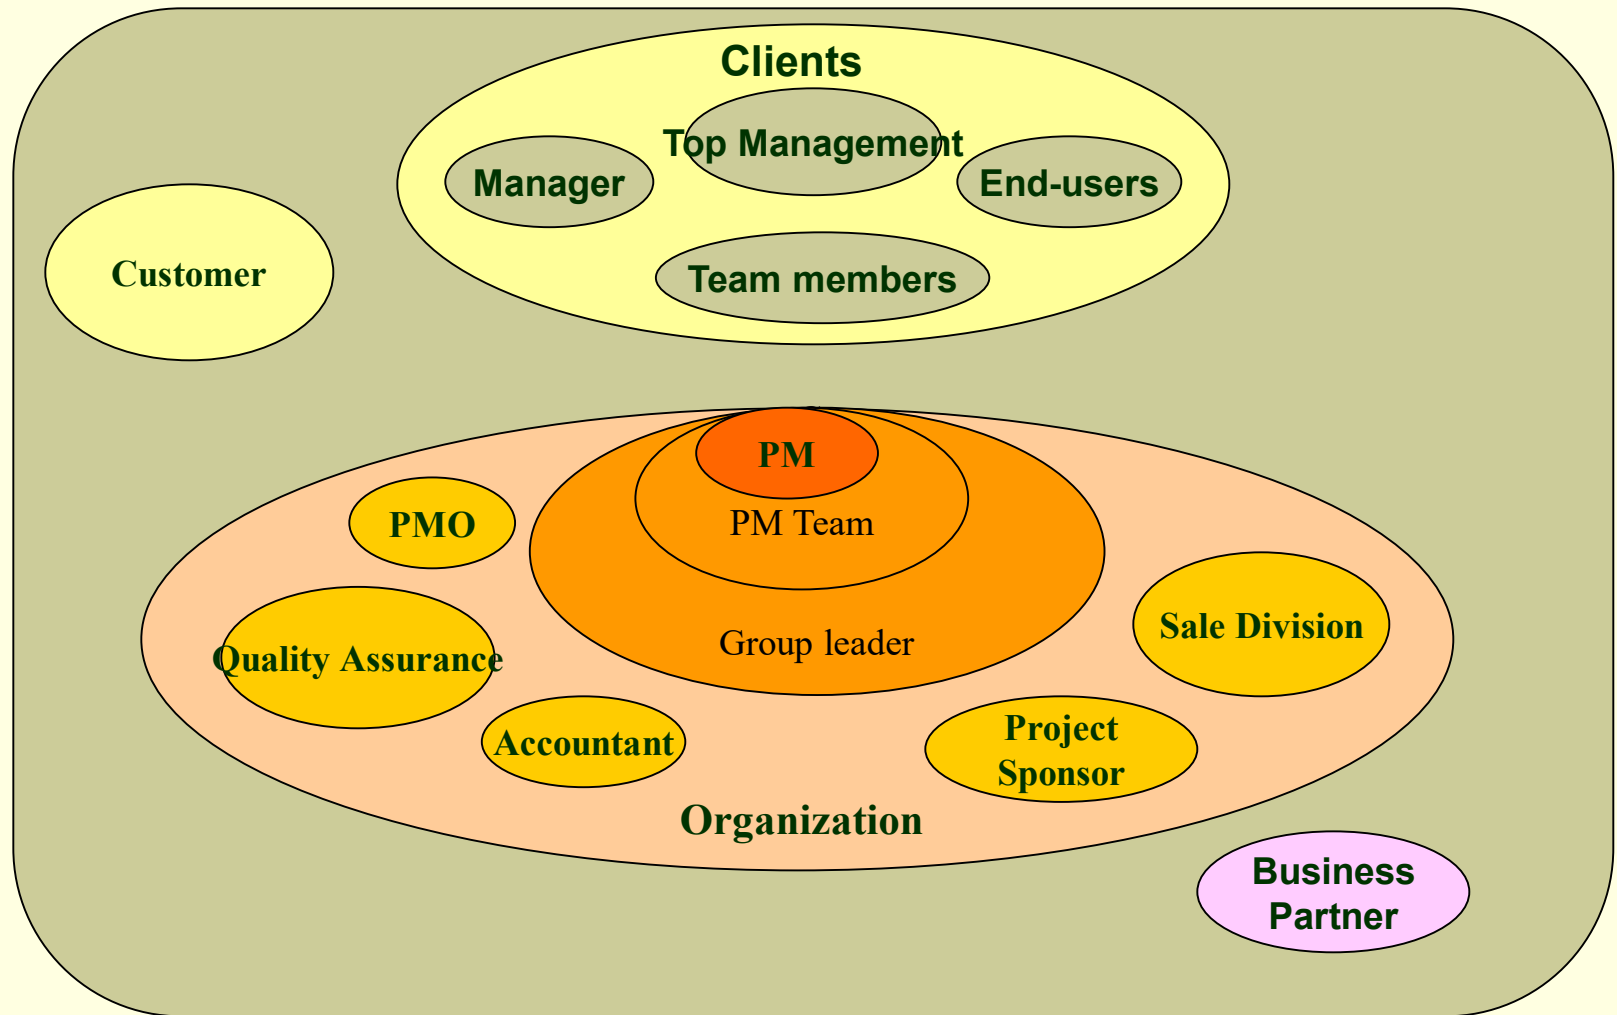 Clients
Top Management
Manager
End-users
Team members
Customer
PM
PMO
PM Team
Sale Division
Group leader
Quality Assurance
Accountant
Project
Sponsor
Organization
Business
Partner